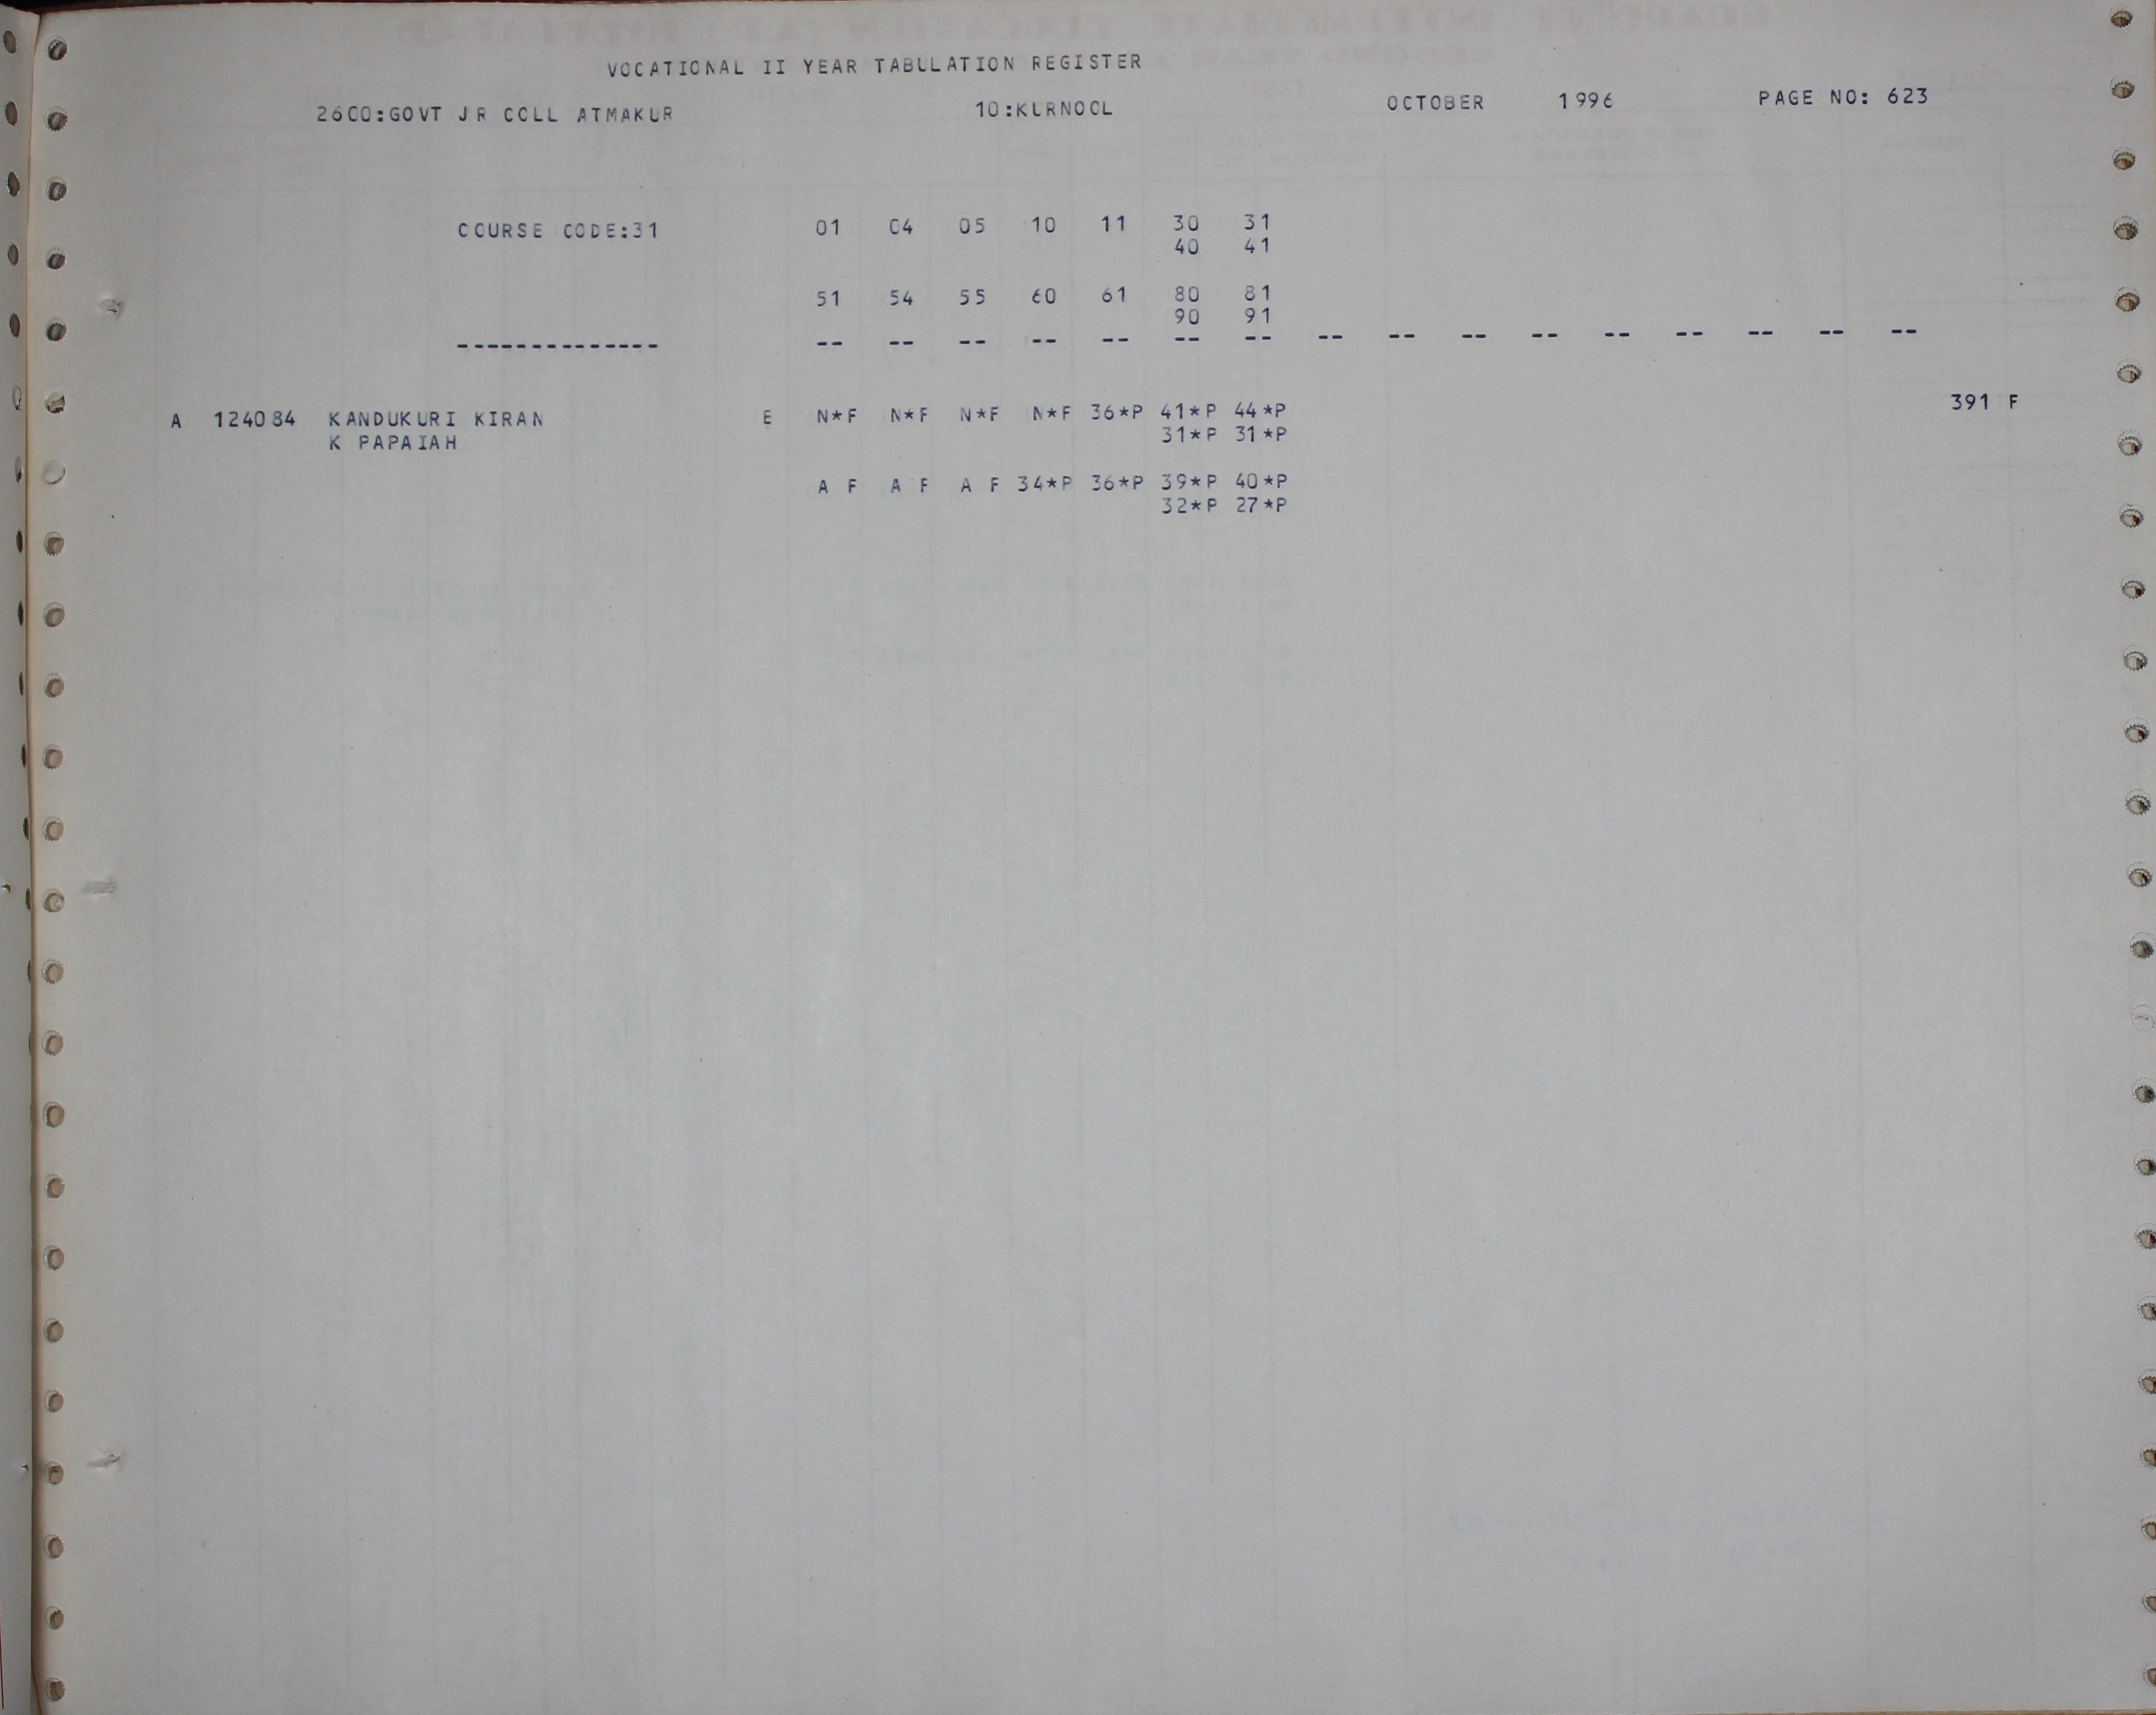 VOCATIONAL II YEAR TABULATION REGISTER
2600:GOVT JR COLL ATMAKUR 10:KURNOOL OCTOBER 1996 PAGE NO: 623
COURSE CODE:31 01 04 05 10 11 30 31
40 41
51 54 55 60 61 80 81
90 91
-------------- -- -- -- -- -- -- -- -- -- -- -- -- -- -- -- --
A 124084 KANDUKURI KIRAN E N*F N*F N*F N*F 36*P 41*P 44*P 391 F
K PAPAIAH 31*P 31*P
A F A F A F 34*P 36*P 39*P 40*P
32*P 27*P